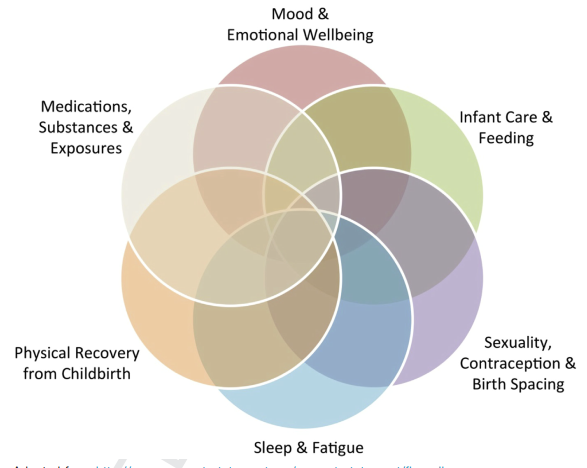 Mood &
Emotional Wellbeing
Medications,
Substances &
Exposures
Infant Care &
Feeding
Physical Recovery
from Childbirth
Sexuality,
Contraception &
Birth Spacing
Sleep & Fatigue